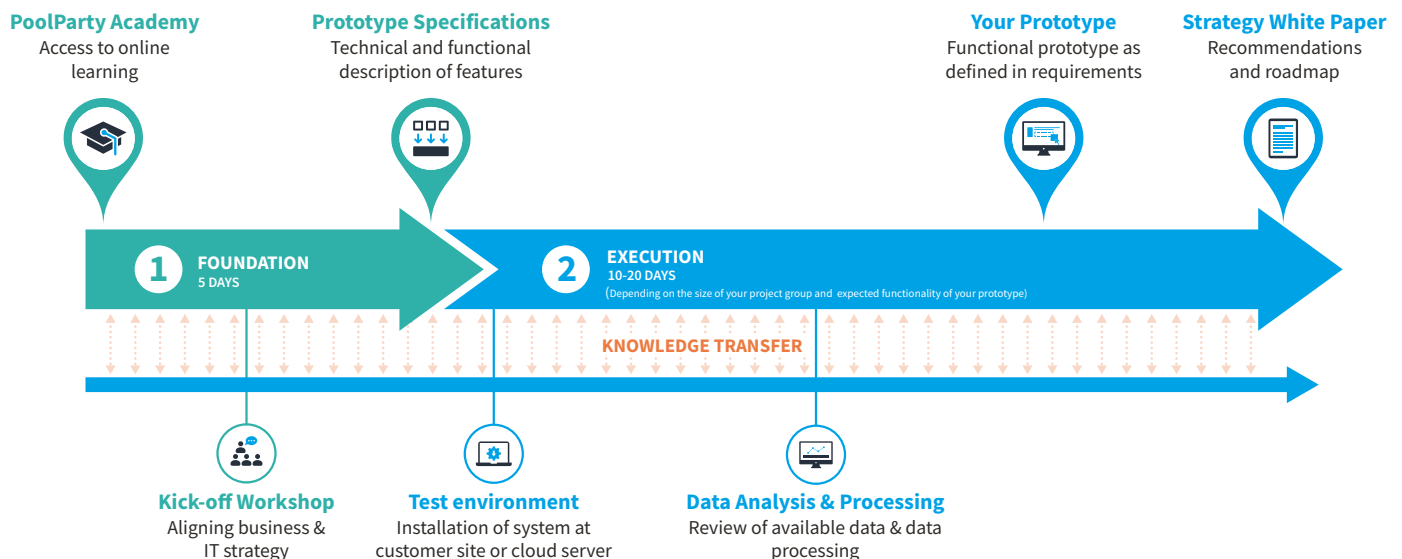 PoolParty Academy
Access to online
learning
Prototype Specifications
Technical and functional
description of features
Your Prototype
Functional prototype as
defined in requirements
Strategy White Paper
Recommendations
and roadmap
1
FOUNDATION
5 DAYS
2
EXECUTION
10-20 DAYS
(Depending on the size of your project group and expected functionality of your prototype)
KNOWLEDGE TRANSFER
Kick-off Workshop
Aligning business &
IT strategy
Test environment
Installation of system at
customer site or cloud server
Data Analysis & Processing
Review of available data & data
processing